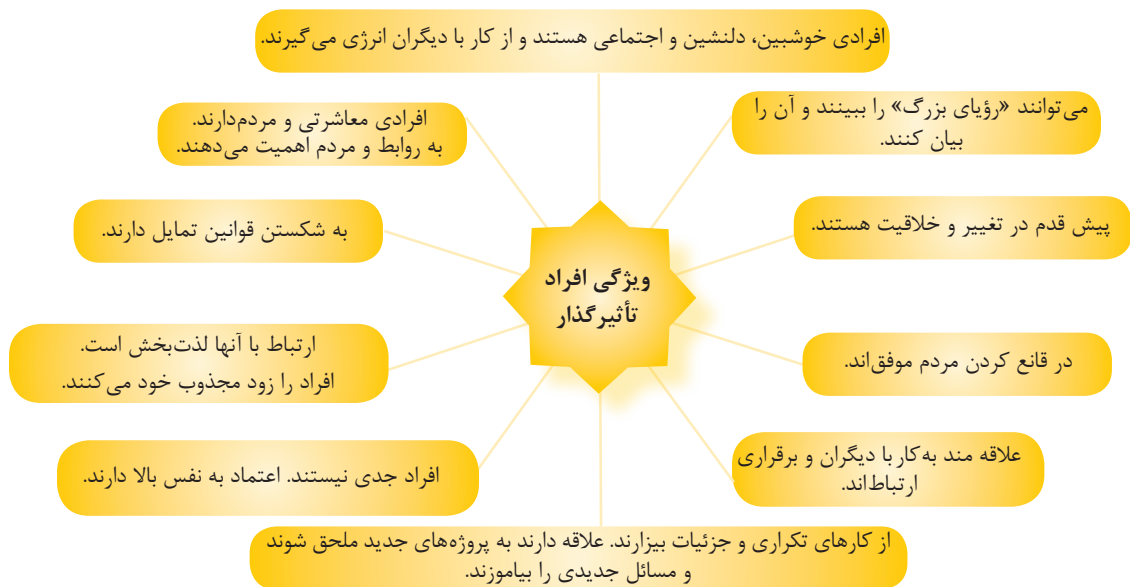 افرادی خوشبین، دلنشین و اجتماعی هستند و از کار با دیگران انرژی می‌گیرند.
می‌توانند «رؤیای بزرگ» را ببینند و آن را
بیان کنند.
پیش قدم در تغییر و خلاقیت هستند.
در قانع کردن مردم موفق‌اند.
علاقه مند به کار با دیگران و برقراری
ارتباط‌اند.
از کارهای تکراری و جزئیات بیزارند. علاقه دارند به پروژه‌های جدید ملحق شوند
و مسائل جدیدی را بیاموزند.
افراد جدی نیستند. اعتماد به نفس بالا دارند.
ارتباط با آنها لذت‌بخش است.
افراد را زود مجذوب خود می‌کنند.
به شکستن قوانین تمایل دارند.
افرادی معاشرتی و مردم‌دارند.
به روابط و مردم اهمیت می‌دهند.
ویژگی افراد
تأثیرگذار